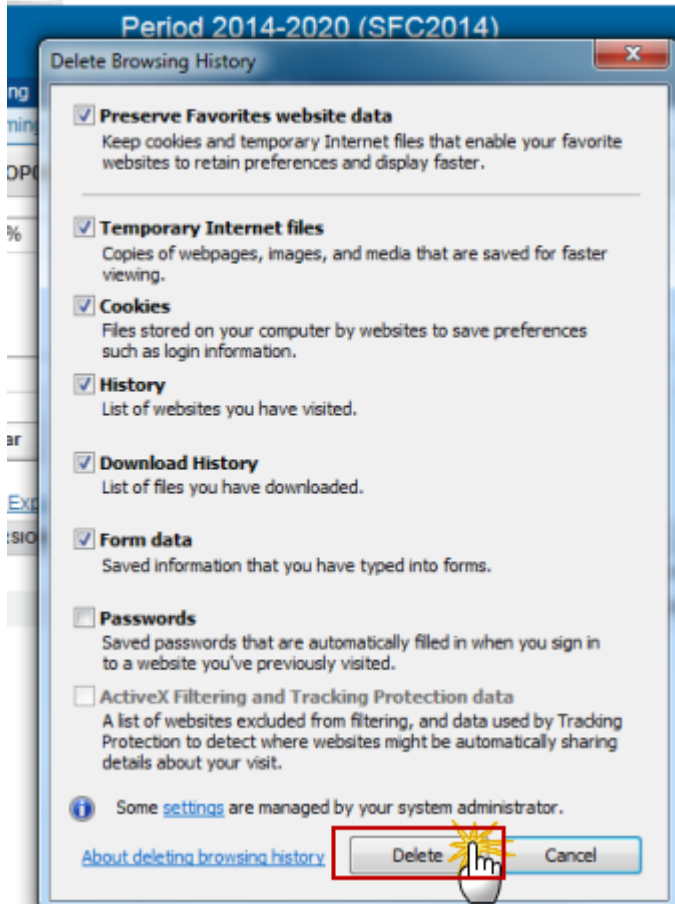 Period 2014-2020 (SFC2014)
Delete Browsing History
ng
ming
OPO
%
ar
Exp
SIO
Preserve Favorites website data
Keep cookies and temporary Internet files that enable your favorite
websites to retain preferences and display faster.
Temporary Internet files
Copies of webpages, images, and media that are saved for faster
viewing.
Cookies
Files stored on your computer by websites to save preferences
such as login information.
History
List of websites you have visited.
Download History
List of files you have downloaded.
Form data
Saved information that you have typed into forms.
Passwords
Saved passwords that are automatically filled in when you sign in
to a website you've previously visited.
ActiveX Filtering and Tracking Protection data
A list of websites excluded from filtering, and data used by Tracking
Protection to detect where websites might be automatically sharing
details about your visit.
Some settings are managed by your system administrator.
About deleting browsing history Delete Cancel